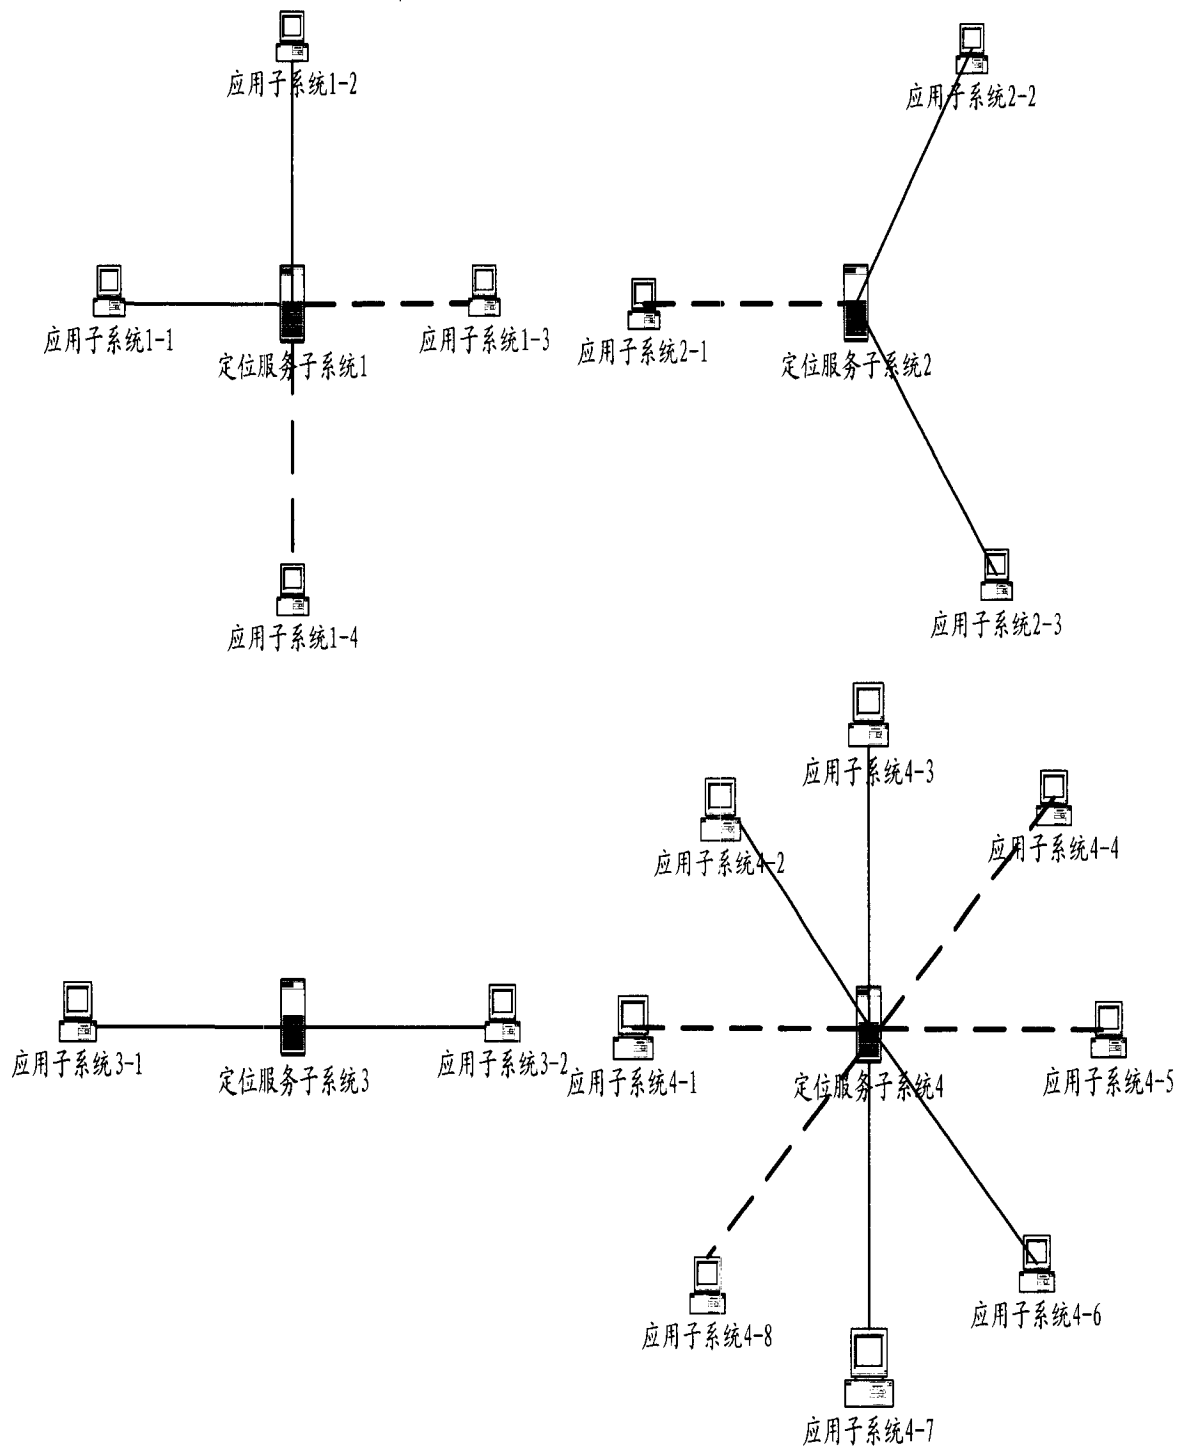 应用子系统1-2
应用子系统2-2
应用子系统1-1
定位服务子系统1
应用子系统1-3
应用子系统2-1
定位服务子系统2
应用子系统1-4
应用子系统2-3
应用子系统4-3
应用子系统4-2
应用子系统4-4
应用子系统3-1
定位服务子系统3
应用子系统3-2
应用子系统4-1
定位服务子系统4
应用子系统4-5
应用子系统4-8
应用子系统4-6
应用子系统4-7